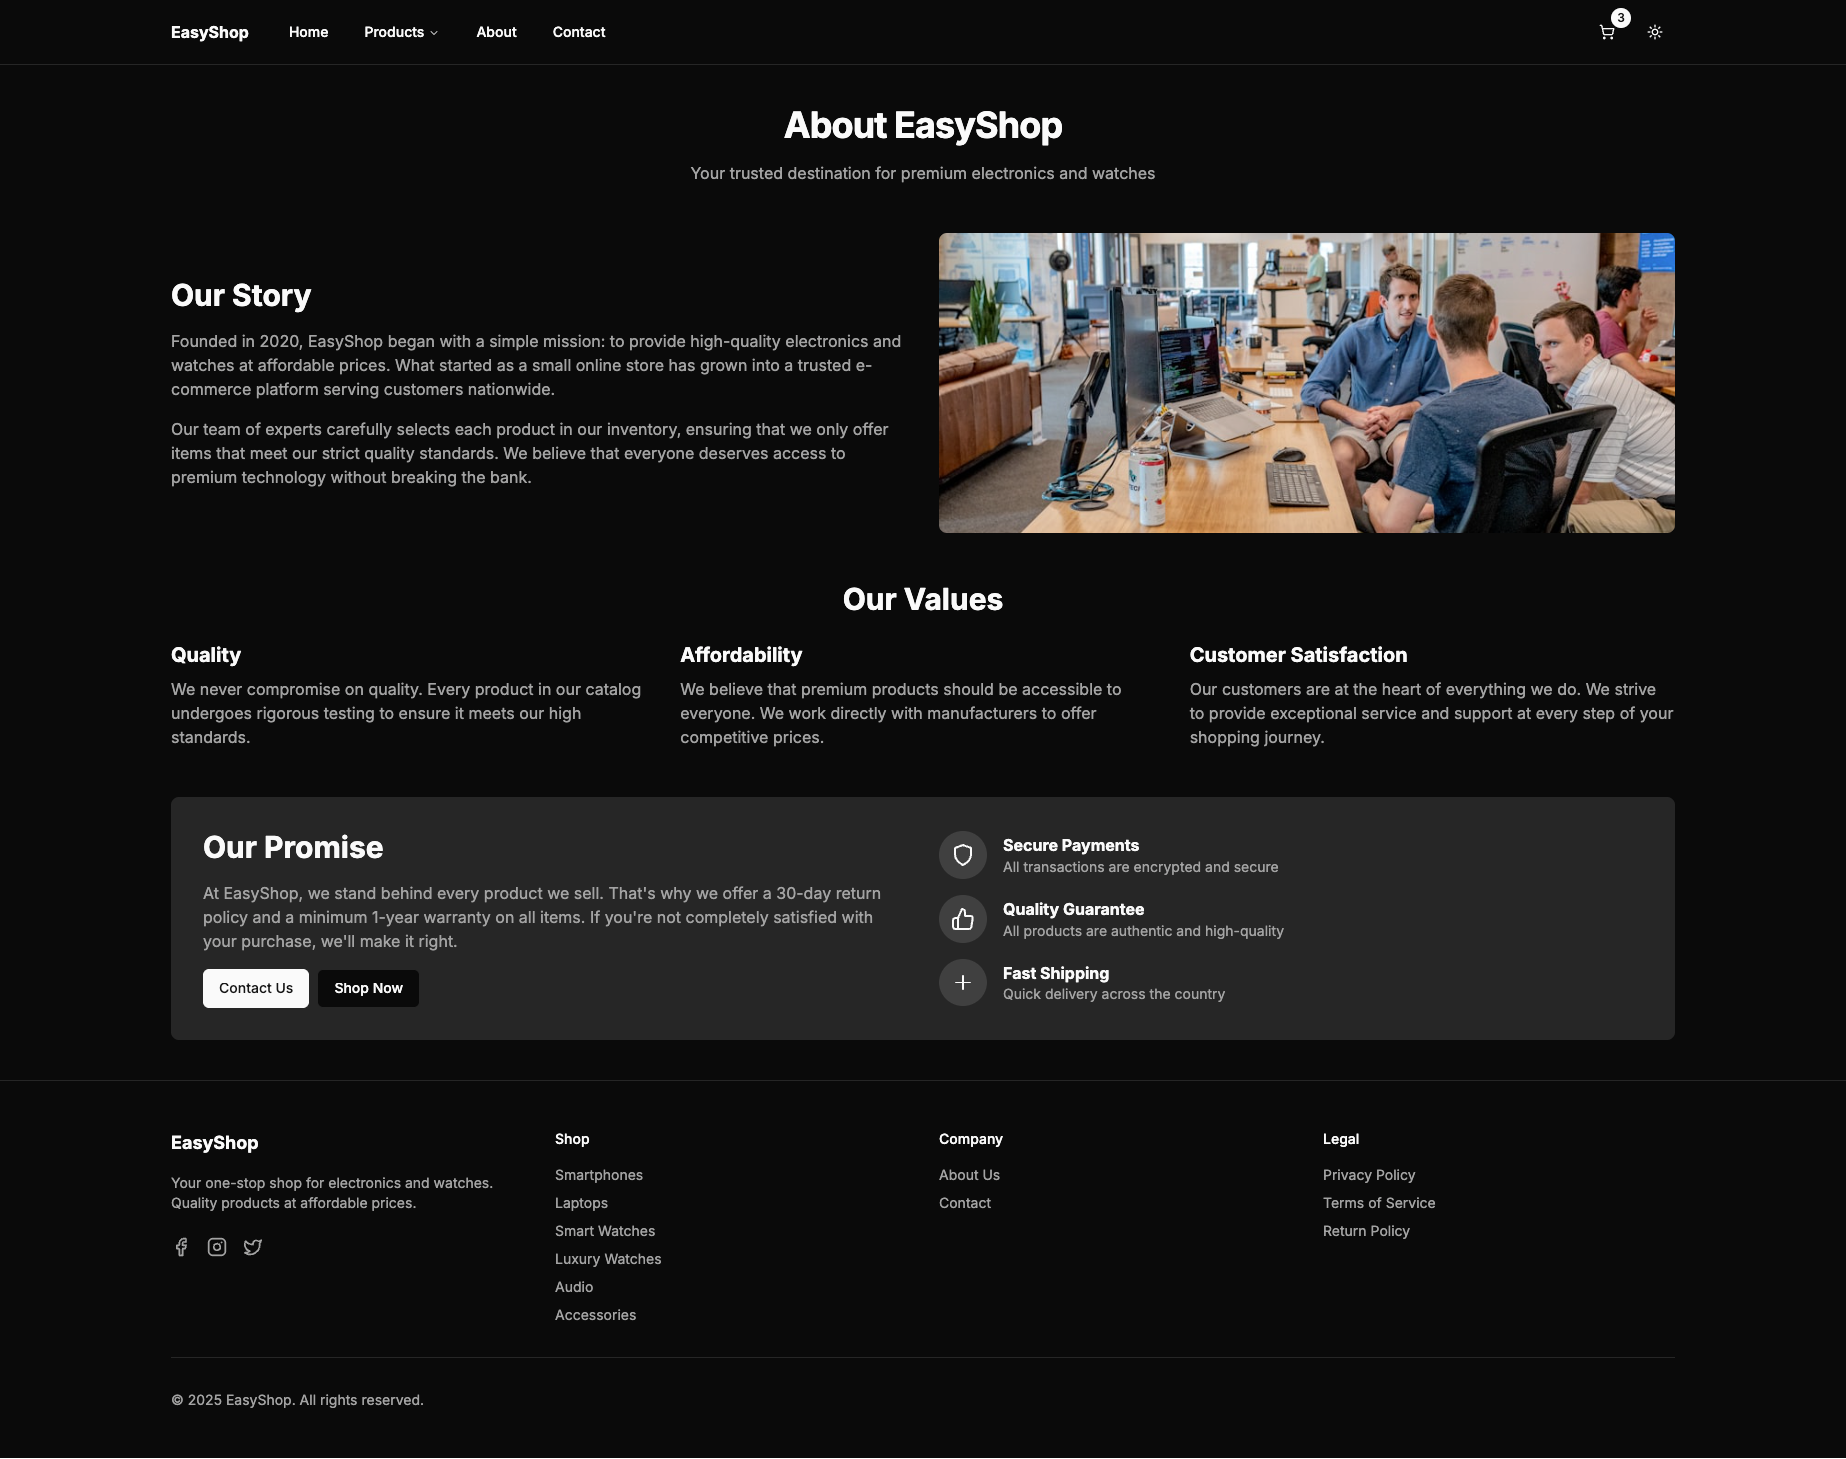 EasyShop
Home
Products
About
Contact
3
About EasyShop
Your trusted destination for premium electronics and watches
Our Story
Founded in 2020, EasyShop began with a simple mission: to provide high-quality electronics and
watches at affordable prices. What started as a small online store has grown into a trusted e-
commerce platform serving customers nationwide.
Our team of experts carefully selects each product in our inventory, ensuring that we only offer
items that meet our strict quality standards. We believe that everyone deserves access to
premium technology without breaking the bank.
Our Values
Quality
We never compromise on quality. Every product in our catalog
undergoes rigorous testing to ensure it meets our high
standards.
Affordability
We believe that premium products should be accessible to
everyone. We work directly with manufacturers to offer
competitive prices.
Customer Satisfaction
Our customers are at the heart of everything we do. We strive
to provide exceptional service and support at every step of your
shopping journey.
Our Promise
At EasyShop, we stand behind every product we sell. That's why we offer a 30-day return
policy and a minimum 1-year warranty on all items. If you're not completely satisfied with
your purchase, we'll make it right.
Contact Us
Shop Now
Secure Payments
All transactions are encrypted and secure
Quality Guarantee
All products are authentic and high-quality
Fast Shipping
Quick delivery across the country
EasyShop
Your one-stop shop for electronics and watches.
Quality products at affordable prices.
Shop
Smartphones
Laptops
Smart Watches
Luxury Watches
Audio
Accessories
Company
About Us
Contact
Legal
Privacy Policy
Terms of Service
Return Policy
© 2025 EasyShop. All rights reserved.